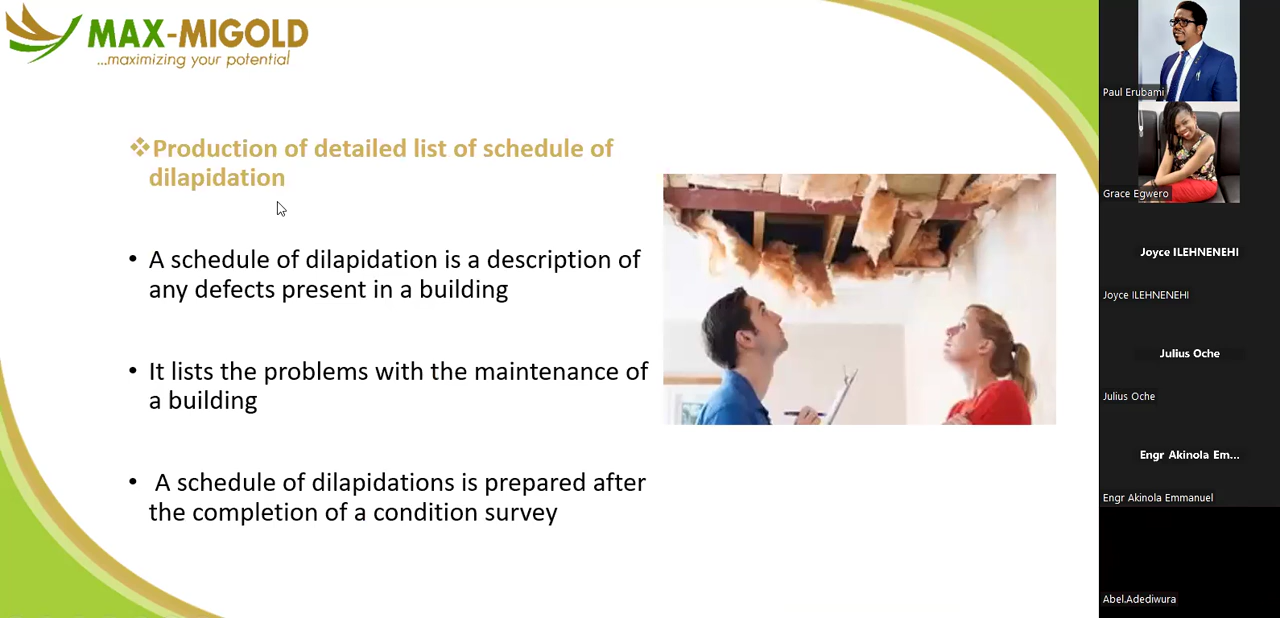 MAX-MIGOLD
...maximizing your potential
❖Production of detailed list of schedule of
dilapidation
• A schedule of dilapidation is a description of
any defects present in a building
• It lists the problems with the maintenance of
a building
• A schedule of dilapidations is prepared after
the completion of a condition survey
Paul Erubami
Grace Egwero
Joyce ILEHNENEHI
Joyce ILEHNENEHI
Julius Oche
Julius Oche
Engr Akinola Em...
Engr Akinola Emmanuel
Abel.Adediwura